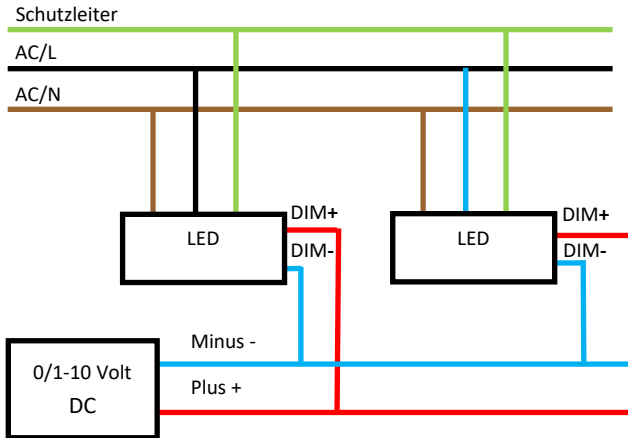 Schutzleiter
AC/L
AC/N
LED
DIM+
DIM-
LED
DIM+
DIM-
Minus -
0/1-10 Volt
DC
Plus +